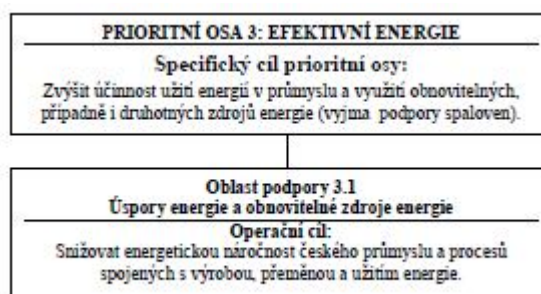 PRIORITNÍ OSA 3: EFEKTIVNÍ ENERGIE
Specifický cíl prioritní osy:
Zvýšit účinnost užití energií v průmyslu a využití obnovitelných,
případně i druhotných zdrojů energie (vyjma podpory spaloven).
Oblast podpory 3.1
Úspory energie a obnovitelné zdroje energie
Operační cíl:
Snižovat energetickou náročnost českého průmyslu a procesů
spojených s výrobou, přeměnou a užitím energie.